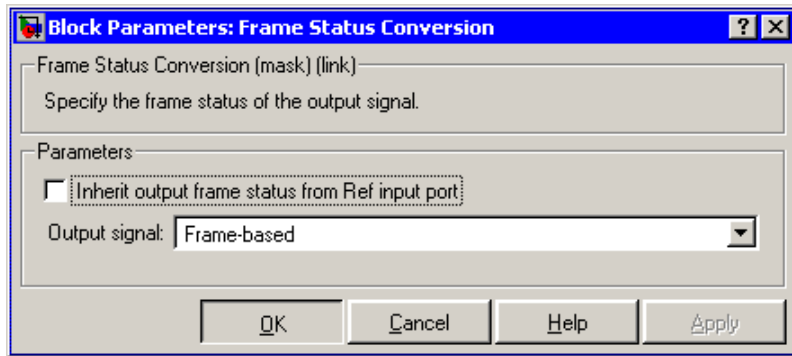 Block Parameters: Frame Status Conversion
Frame Status Conversion (mask) (link)
Specify the frame status of the output signal.
Parameters
Inherit output frame status from Ref input port
Output signal: Frame-based
OK Cancel Help Apply